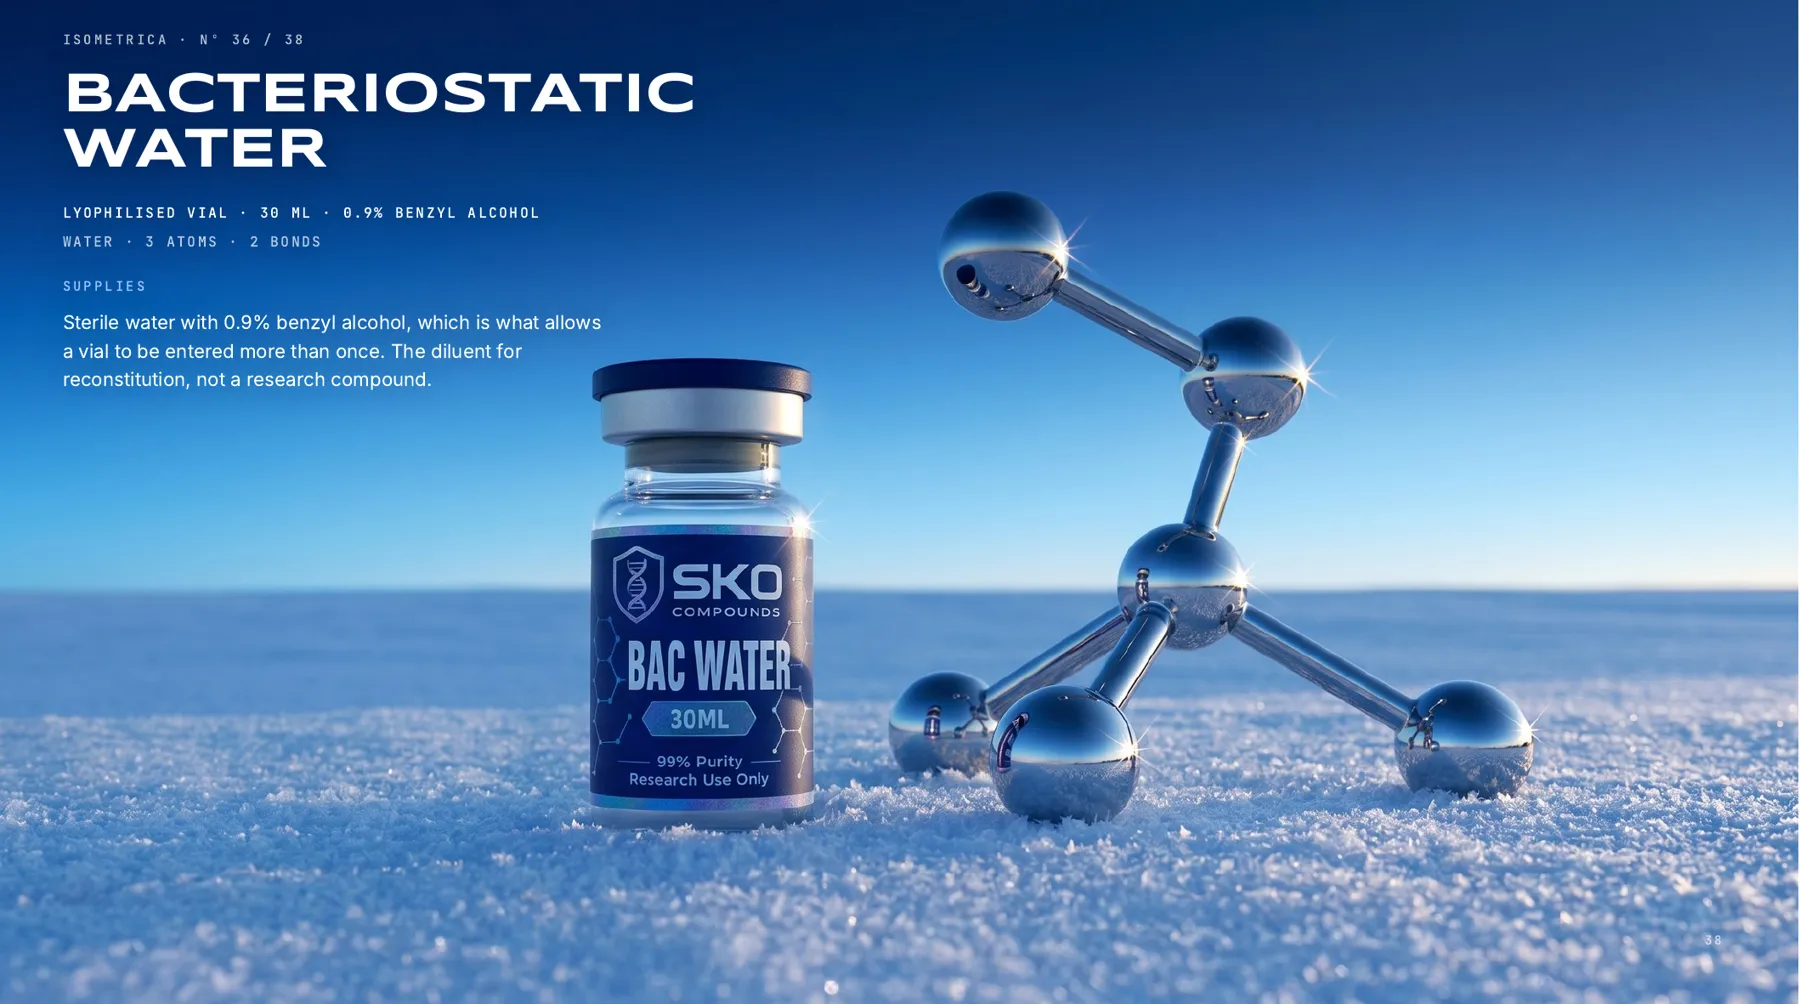 ISOMETRICA · N° 36 / 38
BACTERIOSTATIC
WATER
LYOPHILISED VIAL · 30 ML · 0.9% BENZYL ALCOHOL
WATER · 3 ATOMS · 2 BONDS
SUPPLIES
Sterile water with 0.9% benzyl alcohol, which is what allows
a vial to be entered more than once. The diluent for
reconstitution, not a research compound.
SKO
COMPOUNDS
BAC WATER
30ML
99% Purity
Research Use Only
38